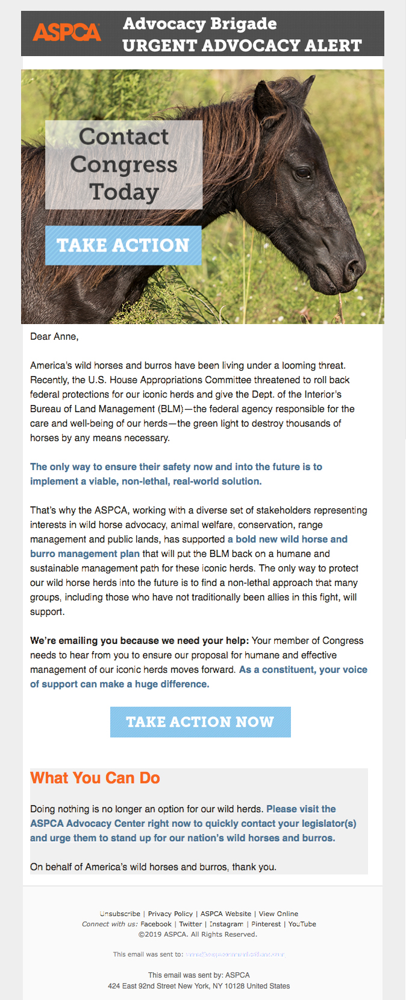 ASPCA®
Advocacy Brigade
URGENT ADVOCACY ALERT
Contact
Congress
Today
TAKE ACTION
Dear Anne,
America's wild horses and burros have been living under a looming threat.
Recently, the U.S. House Appropriations Committee threatened to roll back
federal protections for our iconic herds and give the Dept. of the Interior's
Bureau of Land Management (BLM)—the federal agency responsible for the
care and well-being of our herds—the green light to destroy thousands of
horses by any means necessary.
The only way to ensure their safety now and into the future is to
implement a viable, non-lethal, real-world solution.
That's why the ASPCA, working with a diverse set of stakeholders representing
interests in wild horse advocacy, animal welfare, conservation, range
management and public lands, has supported a bold new wild horse and
burro management plan that will put the BLM back on a humane and
sustainable management path for these iconic herds. The only way to protect
our wild horse herds into the future is to find a non-lethal approach that many
groups, including those who have not traditionally been allies in this fight, will
support.
We're emailing you because we need your help: Your member of Congress
needs to hear from you to ensure our proposal for humane and effective
management of our iconic herds moves forward. As a constituent, your voice
of support can make a huge difference.
TAKE ACTION NOW
What You Can Do
Doing nothing is no longer an option for our wild herds. Please visit the
ASPCA Advocacy Center right now to quickly contact your legislator(s)
and urge them to stand up for our nation's wild horses and burros.
On behalf of America's wild horses and burros, thank you.
Unsubscribe | Privacy Policy | ASPCA Website | View Online
Connect with us: Facebook | Twitter | Instagram | Pinterest | YouTube
©2019 ASPCA. All Rights Reserved.
This email was sent to:
This email was sent by: ASPCA
424 East 92nd Street New York, NY 10128 United States